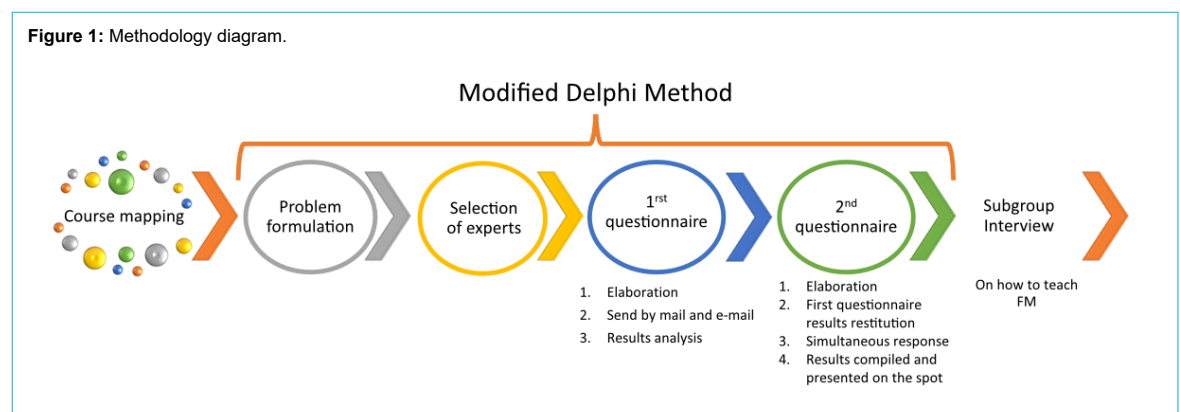 Figure 1: Methodology diagram.
Modified Delphi Method
Course mapping
Problem
formulation
Selection
of experts
1rst
questionnaire
2nd
questionnaire
Subgroup
Interview
1. Elaboration
2. Send by mail and e-mail
3. Results analysis
1. Elaboration
2. First questionnaire
results restitution
3. Simultaneous response
4. Results compiled and
presented on the spot
On how to teach
FM